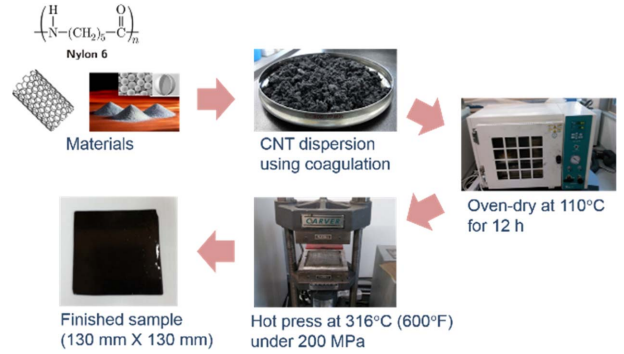 H O
(N-(CH₂)₅-C)n
Nylon 6
Materials
CNT dispersion
using coagulation
Oven-dry at 110°C
for 12 h
CARVER
Hot press at 316°C (600°F)
under 200 MPa
Finished sample
(130 mm X 130 mm)